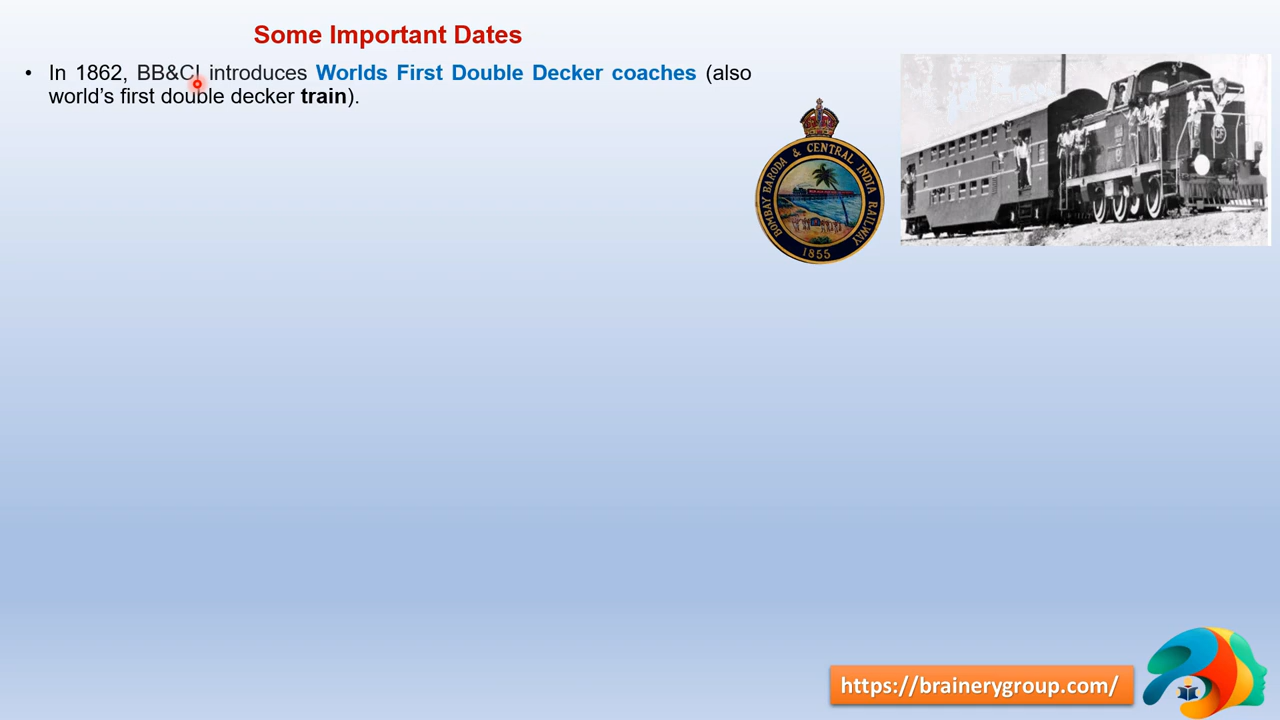 Some Important Dates
• In 1862, BB&CI introduces Worlds First Double Decker coaches (also
world's first double decker train).
BOMBAY BARODA & CENTRAL INDIA RAILWAY
1855
https://brainerygroup.com/